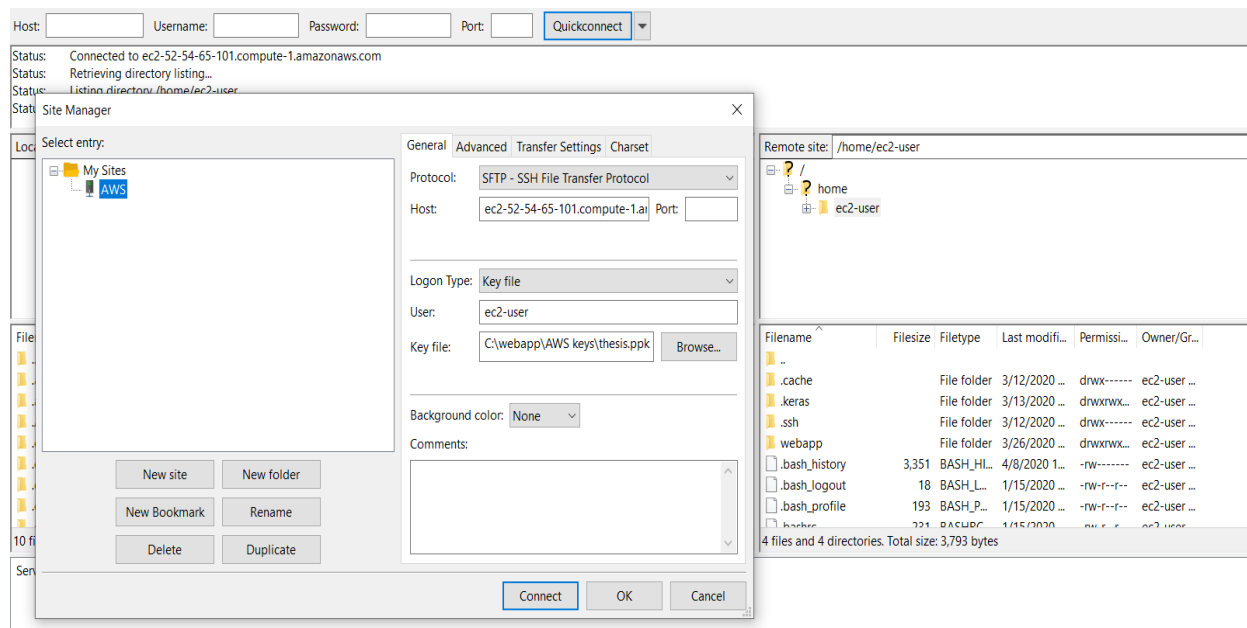 Host: Username: Password: Port: Quickconnect
Status: Connected to ec2-52-54-65-101.compute-1.amazonaws.com
Status: Retrieving directory listing...
Status: Listing directory /home/ec2-user
Site Manager
Select entry:
My Sites
AWS
New site New folder
New Bookmark Rename
Delete Duplicate
General Advanced Transfer Settings Charset
Protocol: SFTP - SSH File Transfer Protocol
Host: ec2-52-54-65-101.compute-1.a Port:
Logon Type: Key file
User: ec2-user
Key file: C:\webapp\AWS keys\thesis.ppk Browse...
Background color: None
Comments:
Connect OK Cancel
Remote site: /home/ec2-user
/
home
ec2-user
Filename Filesize Filetype Last modifi... Permissi... Owner/Gr...
..
.cache File folder 3/12/2020 ... drwx------ ec2-user ...
.keras File folder 3/13/2020 ... drwxrwx... ec2-user ...
.ssh File folder 3/12/2020 ... drwx------ ec2-user ...
webapp File folder 3/26/2020 ... drwxrwx... ec2-user ...
.bash_history 3,351 BASH_HI... 4/8/2020 1... -rw------- ec2-user ...
.bash_logout 18 BASH_L... 1/15/2020 ... -rw-r--r-- ec2-user ...
.bash_profile 193 BASH_P... 1/15/2020 ... -rw-r--r-- ec2-user ...
.bashrc 231 BASHRC 1/15/2020 -rw-r--r-- ec2-user
4 files and 4 directories. Total size: 3,793 bytes